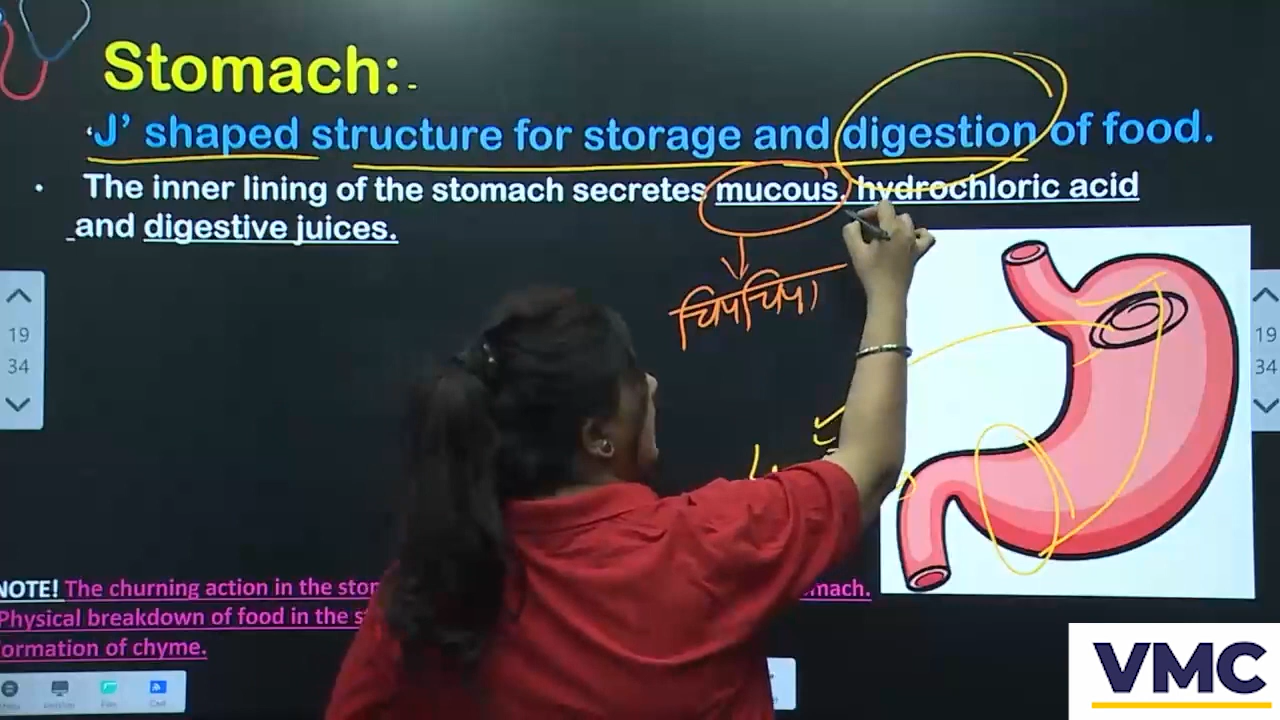 Stomach:-
‘J’ shaped structure for storage and digestion of food.
• The inner lining of the stomach secretes mucous, hydrochloric acid
and digestive juices.
चिपचिपा
19
34
19
34
NOTE! The churning action in the
mach.
Physical breakdown of food in the
ormation of chyme.
VMC